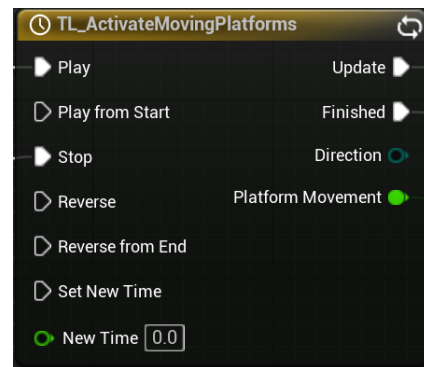 TL_ActivateMovingPlatforms
Play
Update
Play from Start
Finished
Stop
Direction
Reverse
Platform Movement
Reverse from End
Set New Time
New Time 0.0